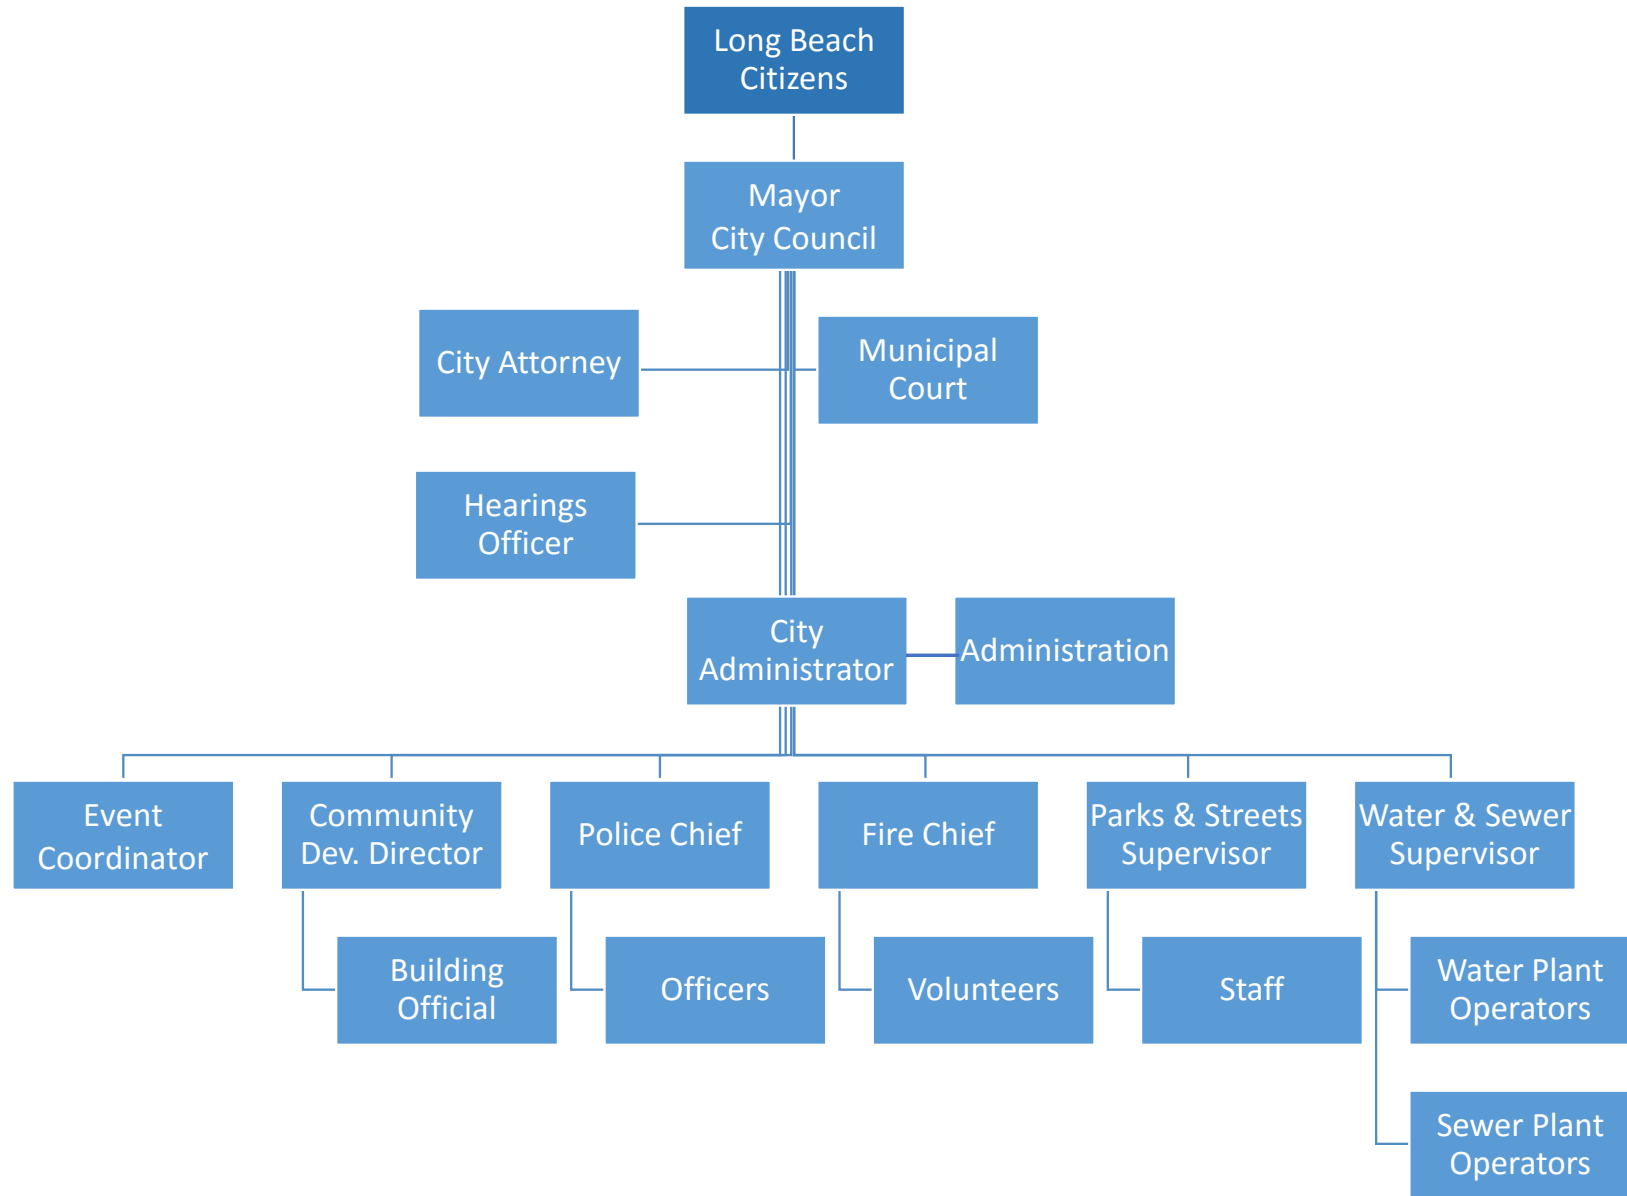 Long Beach
Citizens
Mayor
City Council
City Attorney
Municipal
Court
Hearings
Officer
City
Administrator
Administration
Event
Coordinator
Community
Dev. Director
Police Chief
Fire Chief
Parks & Streets
Supervisor
Water & Sewer
Supervisor
Building
Official
Officers
Volunteers
Staff
Water Plant
Operators
Sewer Plant
Operators